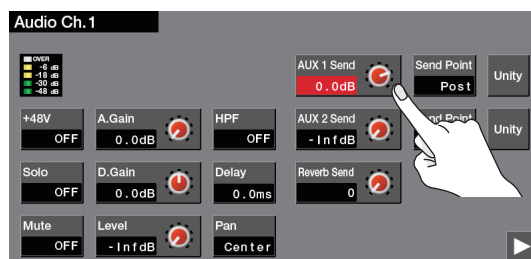 Audio Ch.1
OVER
-6 dB
-18 dB
-30 dB
-48 dB
AUX 1 Send
0.0dB
Send Point
Post
Unity
+48V
OFF
A.Gain
0.0dB
HPF
OFF
AUX 2 Send
-InfdB
Send Point
Unity
Solo
OFF
D.Gain
0.0dB
Delay
0.0ms
Reverb Send
0
Mute
OFF
Level
-InfdB
Pan
Center